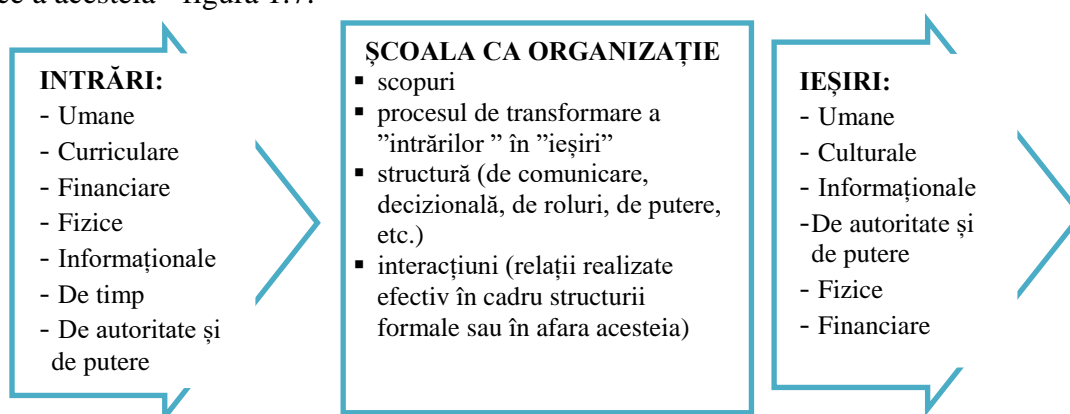 figura 1.7.
INTRĂRI:
- Umane
- Curriculare
- Financiare
- Fizice
- Informaționale
- De timp
- De autoritate și
de putere
ȘCOALA CA ORGANIZAȚIE
▪ scopuri
▪ procesul de transformare a
”intrărilor ” în ”ieșiri”
▪ structură (de comunicare,
decizională, de roluri, de putere,
etc.)
▪ interacțiuni (relații realizate
efectiv în cadru structurii
formale sau în afara acesteia)
IEȘIRI:
- Umane
- Culturale
- Informaționale
-De autoritate și
de putere
- Fizice
- Financiare